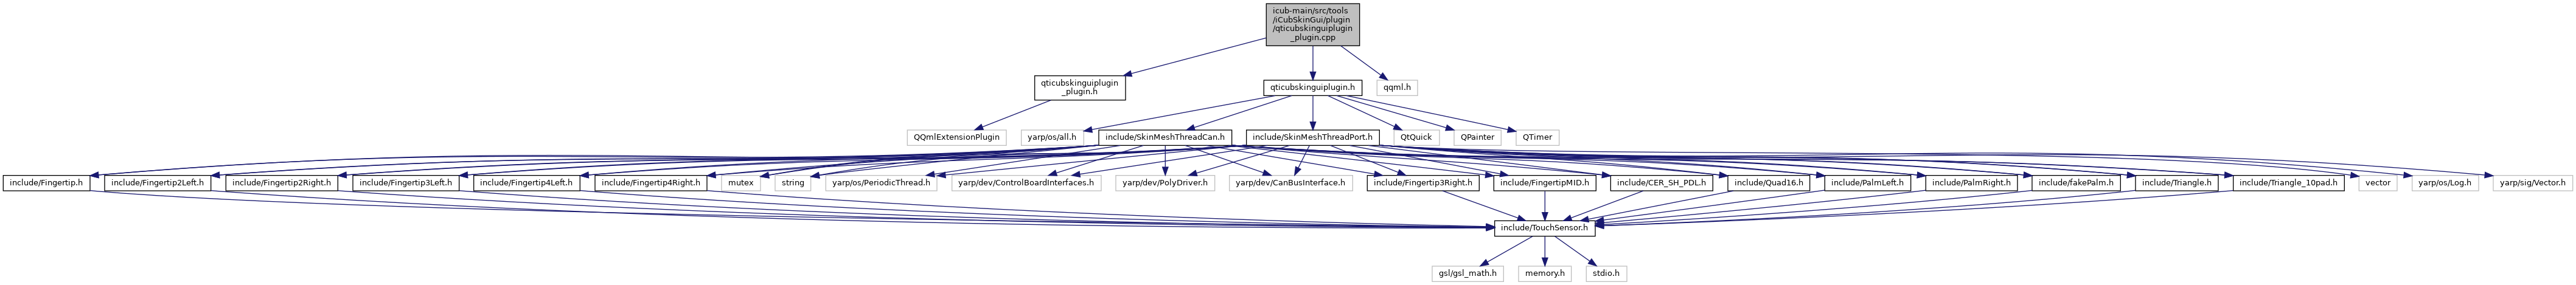 icub-main/src/tools
/iCubSkinGui/plugin
/qticubskinguiplugin
_plugin.cpp
qticubskinguiplugin
_plugin.h
qticubskinguiplugin.h
qqml.h
QQmlExtensionPlugin
yarp/os/all.h
include/SkinMeshThreadCan.h
include/SkinMeshThreadPort.h
QtQuick
QPainter
QTimer
include/Fingertip.h
include/Fingertip2Left.h
include/Fingertip2Right.h
include/Fingertip3Left.h
include/Fingertip4Left.h
include/Fingertip4Right.h
mutex
string
yarp/os/PeriodicThread.h
yarp/dev/ControlBoardInterfaces.h
yarp/dev/PolyDriver.h
yarp/dev/CanBusInterface.h
include/Fingertip3Right.h
include/FingertipMID.h
include/CER_SH_PDL.h
include/Quad16.h
include/PalmLeft.h
include/PalmRight.h
include/fakePalm.h
include/Triangle.h
include/Triangle_10pad.h
vector
yarp/os/Log.h
yarp/sig/Vector.h
include/TouchSensor.h
gsl/gsl_math.h
memory.h
stdio.h